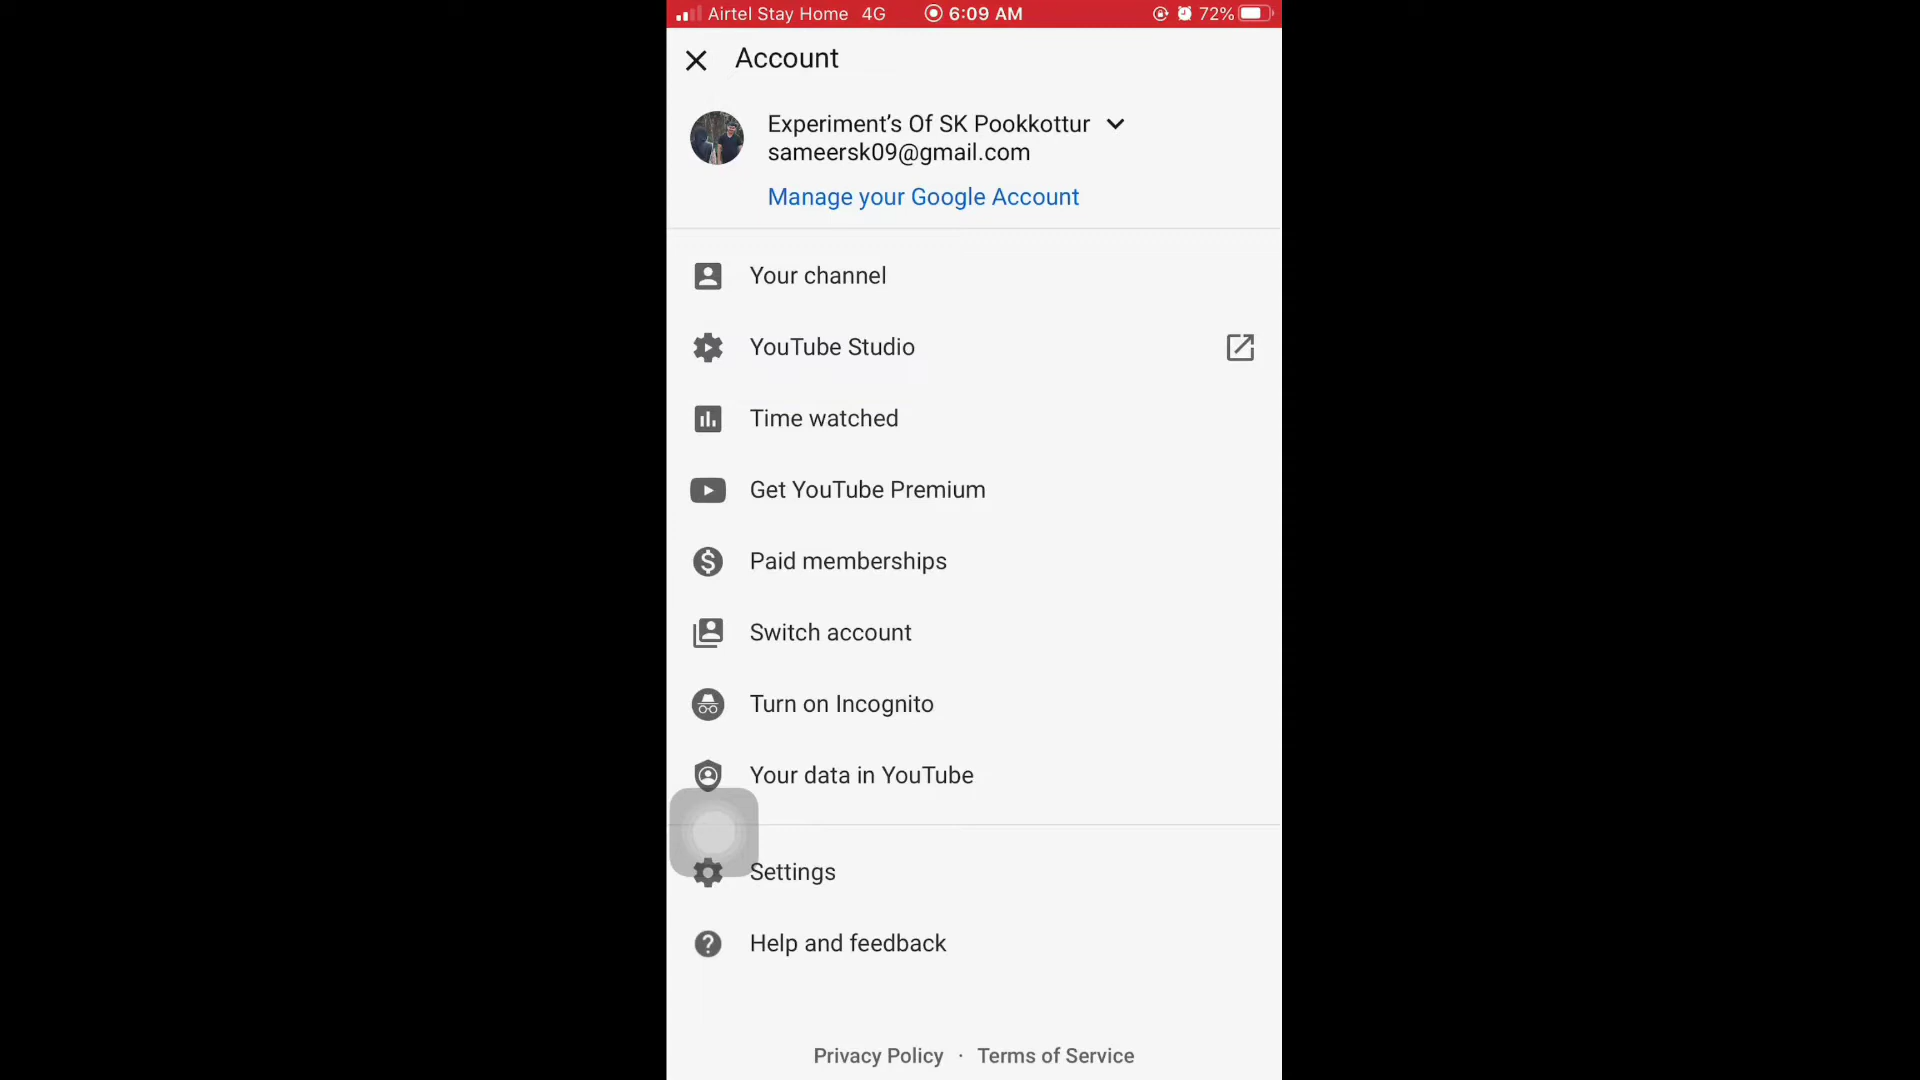 Airtel Stay Home 4G 6:09 AM 72%
Account
Experiment’s Of SK Pookkottur
sameersk09@gmail.com
Manage your Google Account
Your channel
YouTube Studio
Time watched
Get YouTube Premium
Paid memberships
Switch account
Turn on Incognito
Your data in YouTube
Settings
Help and feedback
Privacy Policy · Terms of Service